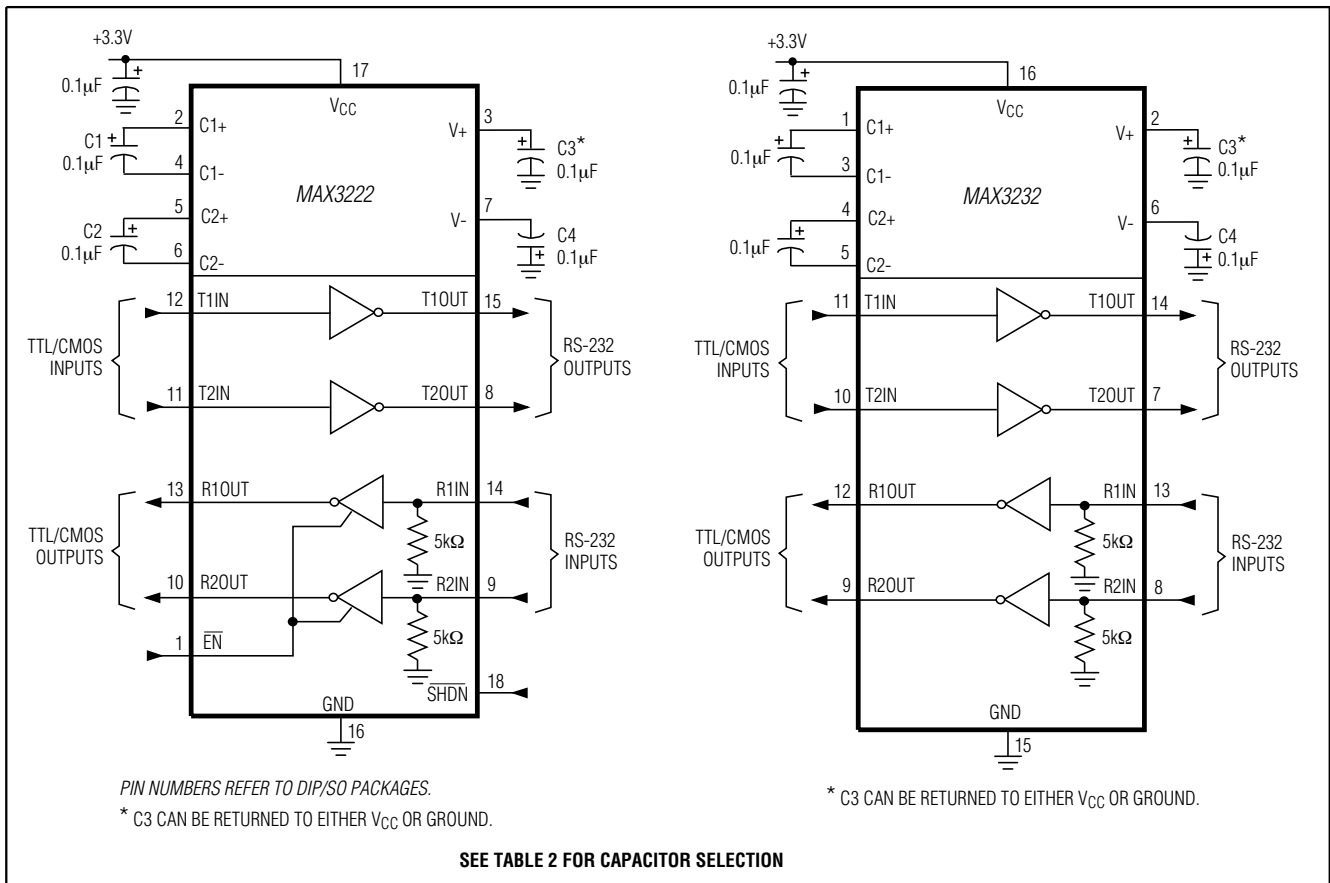 +3.3V
17
0.1µF
+
VCC
2
C1+
C1
+
0.1µF
4
C1-
5
C2+
C2
+
0.1µF
6
C2-
MAX3222
V+
3
+
C3*
0.1µF
V-
7
C4
+
0.1µF
12
T1IN
T1OUT
15
TTL/CMOS
INPUTS
RS-232
OUTPUTS
11
T2IN
T2OUT
8
13
R1OUT
R1IN
14
TTL/CMOS
OUTPUTS
5kΩ
RS-232
INPUTS
10
R2OUT
R2IN
9
5kΩ
1
EN
SHDN
18
GND
16
PIN NUMBERS REFER TO DIP/SO PACKAGES.
* C3 CAN BE RETURNED TO EITHER VCC OR GROUND.
+3.3V
16
0.1µF
+
VCC
1
C1+
+
0.1µF
3
C1-
4
C2+
+
0.1µF
5
C2-
MAX3232
V+
2
+
C3*
0.1µF
V-
6
C4
+
0.1µF
11
T1IN
T1OUT
14
TTL/CMOS
INPUTS
RS-232
OUTPUTS
10
T2IN
T2OUT
7
12
R1OUT
R1IN
13
TTL/CMOS
OUTPUTS
5kΩ
RS-232
INPUTS
9
R2OUT
R2IN
8
5kΩ
GND
15
* C3 CAN BE RETURNED TO EITHER VCC OR GROUND.
SEE TABLE 2 FOR CAPACITOR SELECTION